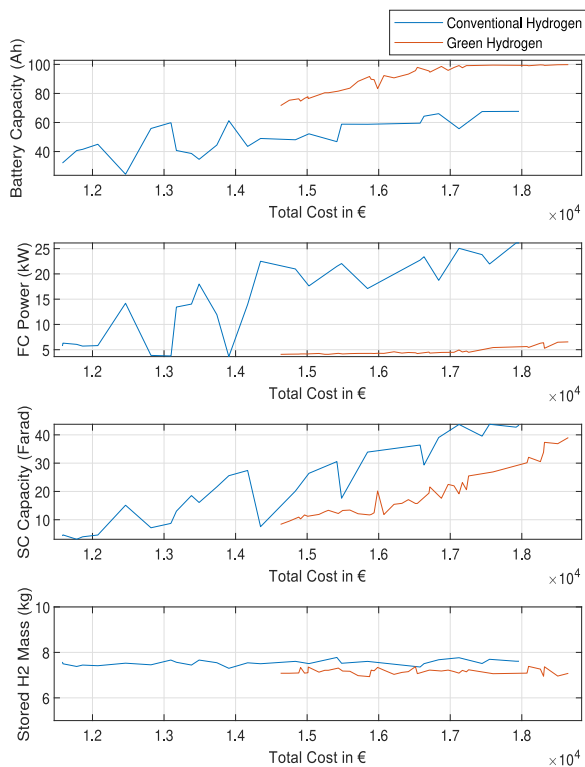 Conventional Hydrogen
Green Hydrogen
Battery Capacity (Ah)
100
80
60
40
1.2 1.3 1.4 1.5 1.6 1.7 1.8
Total Cost in €
×10⁴
FC Power (kW)
25
20
15
10
5
1.2 1.3 1.4 1.5 1.6 1.7 1.8
Total Cost in €
×10⁴
SC Capacity (Farad)
40
30
20
10
1.2 1.3 1.4 1.5 1.6 1.7 1.8
Total Cost in €
×10⁴
Stored H2 Mass (kg)
10
8
6
1.2 1.3 1.4 1.5 1.6 1.7 1.8
Total Cost in €
×10⁴